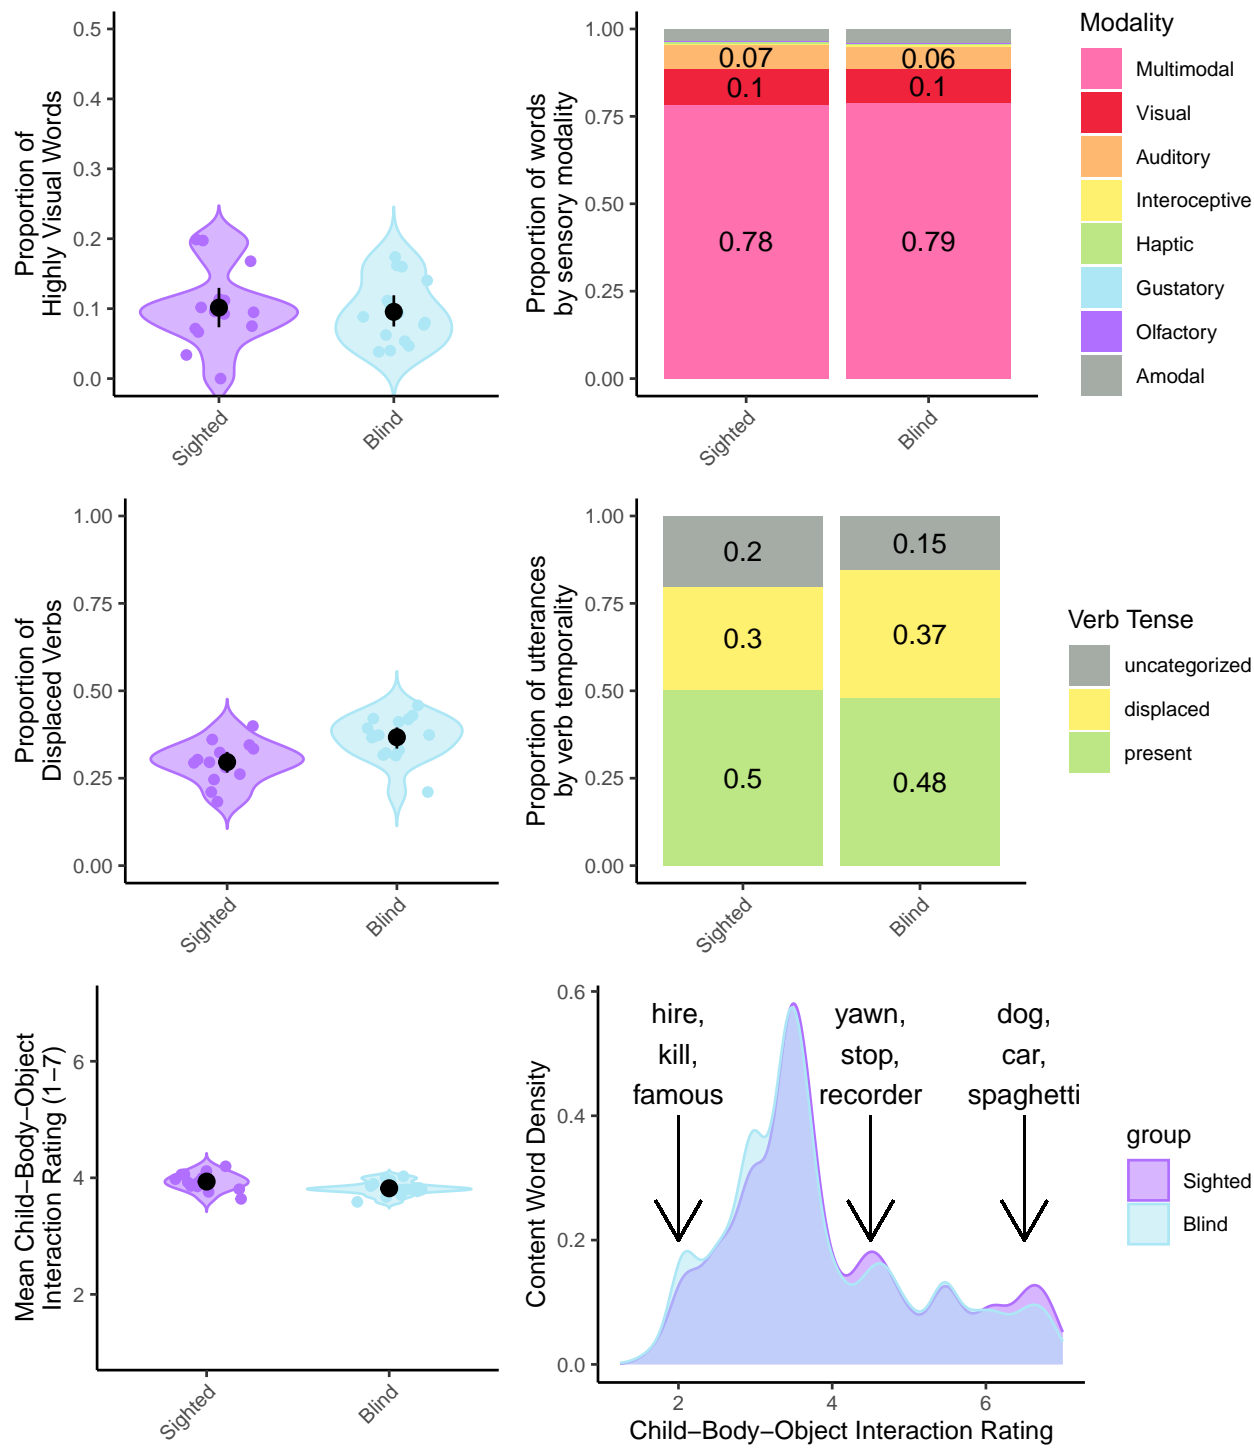 Proportion of
Highly Visual Words
0.5
0.4
0.3
0.2
0.1
0.0
Sighted
Blind
Proportion of words
by sensory modality
1.00
0.75
0.50
0.25
0.00
0.07
0.1
0.78
0.06
0.1
0.79
Sighted
Blind
Modality
Multimodal
Visual
Auditory
Interoceptive
Haptic
Gustatory
Olfactory
Amodal
Proportion of
Displaced Verbs
1.00
0.75
0.50
0.25
0.00
Sighted
Blind
Proportion of utterances
by verb temporality
1.00
0.75
0.50
0.25
0.00
0.2
0.3
0.5
0.15
0.37
0.48
Sighted
Blind
Verb Tense
uncategorized
displaced
present
Mean Child−Body−Object
Interaction Rating (1−7)
6
4
2
Sighted
Blind
Content Word Density
0.6
0.4
0.2
0.0
hire,
kill,
famous
yawn,
stop,
recorder
dog,
car,
spaghetti
2
4
6
Child−Body−Object Interaction Rating
group
Sighted
Blind